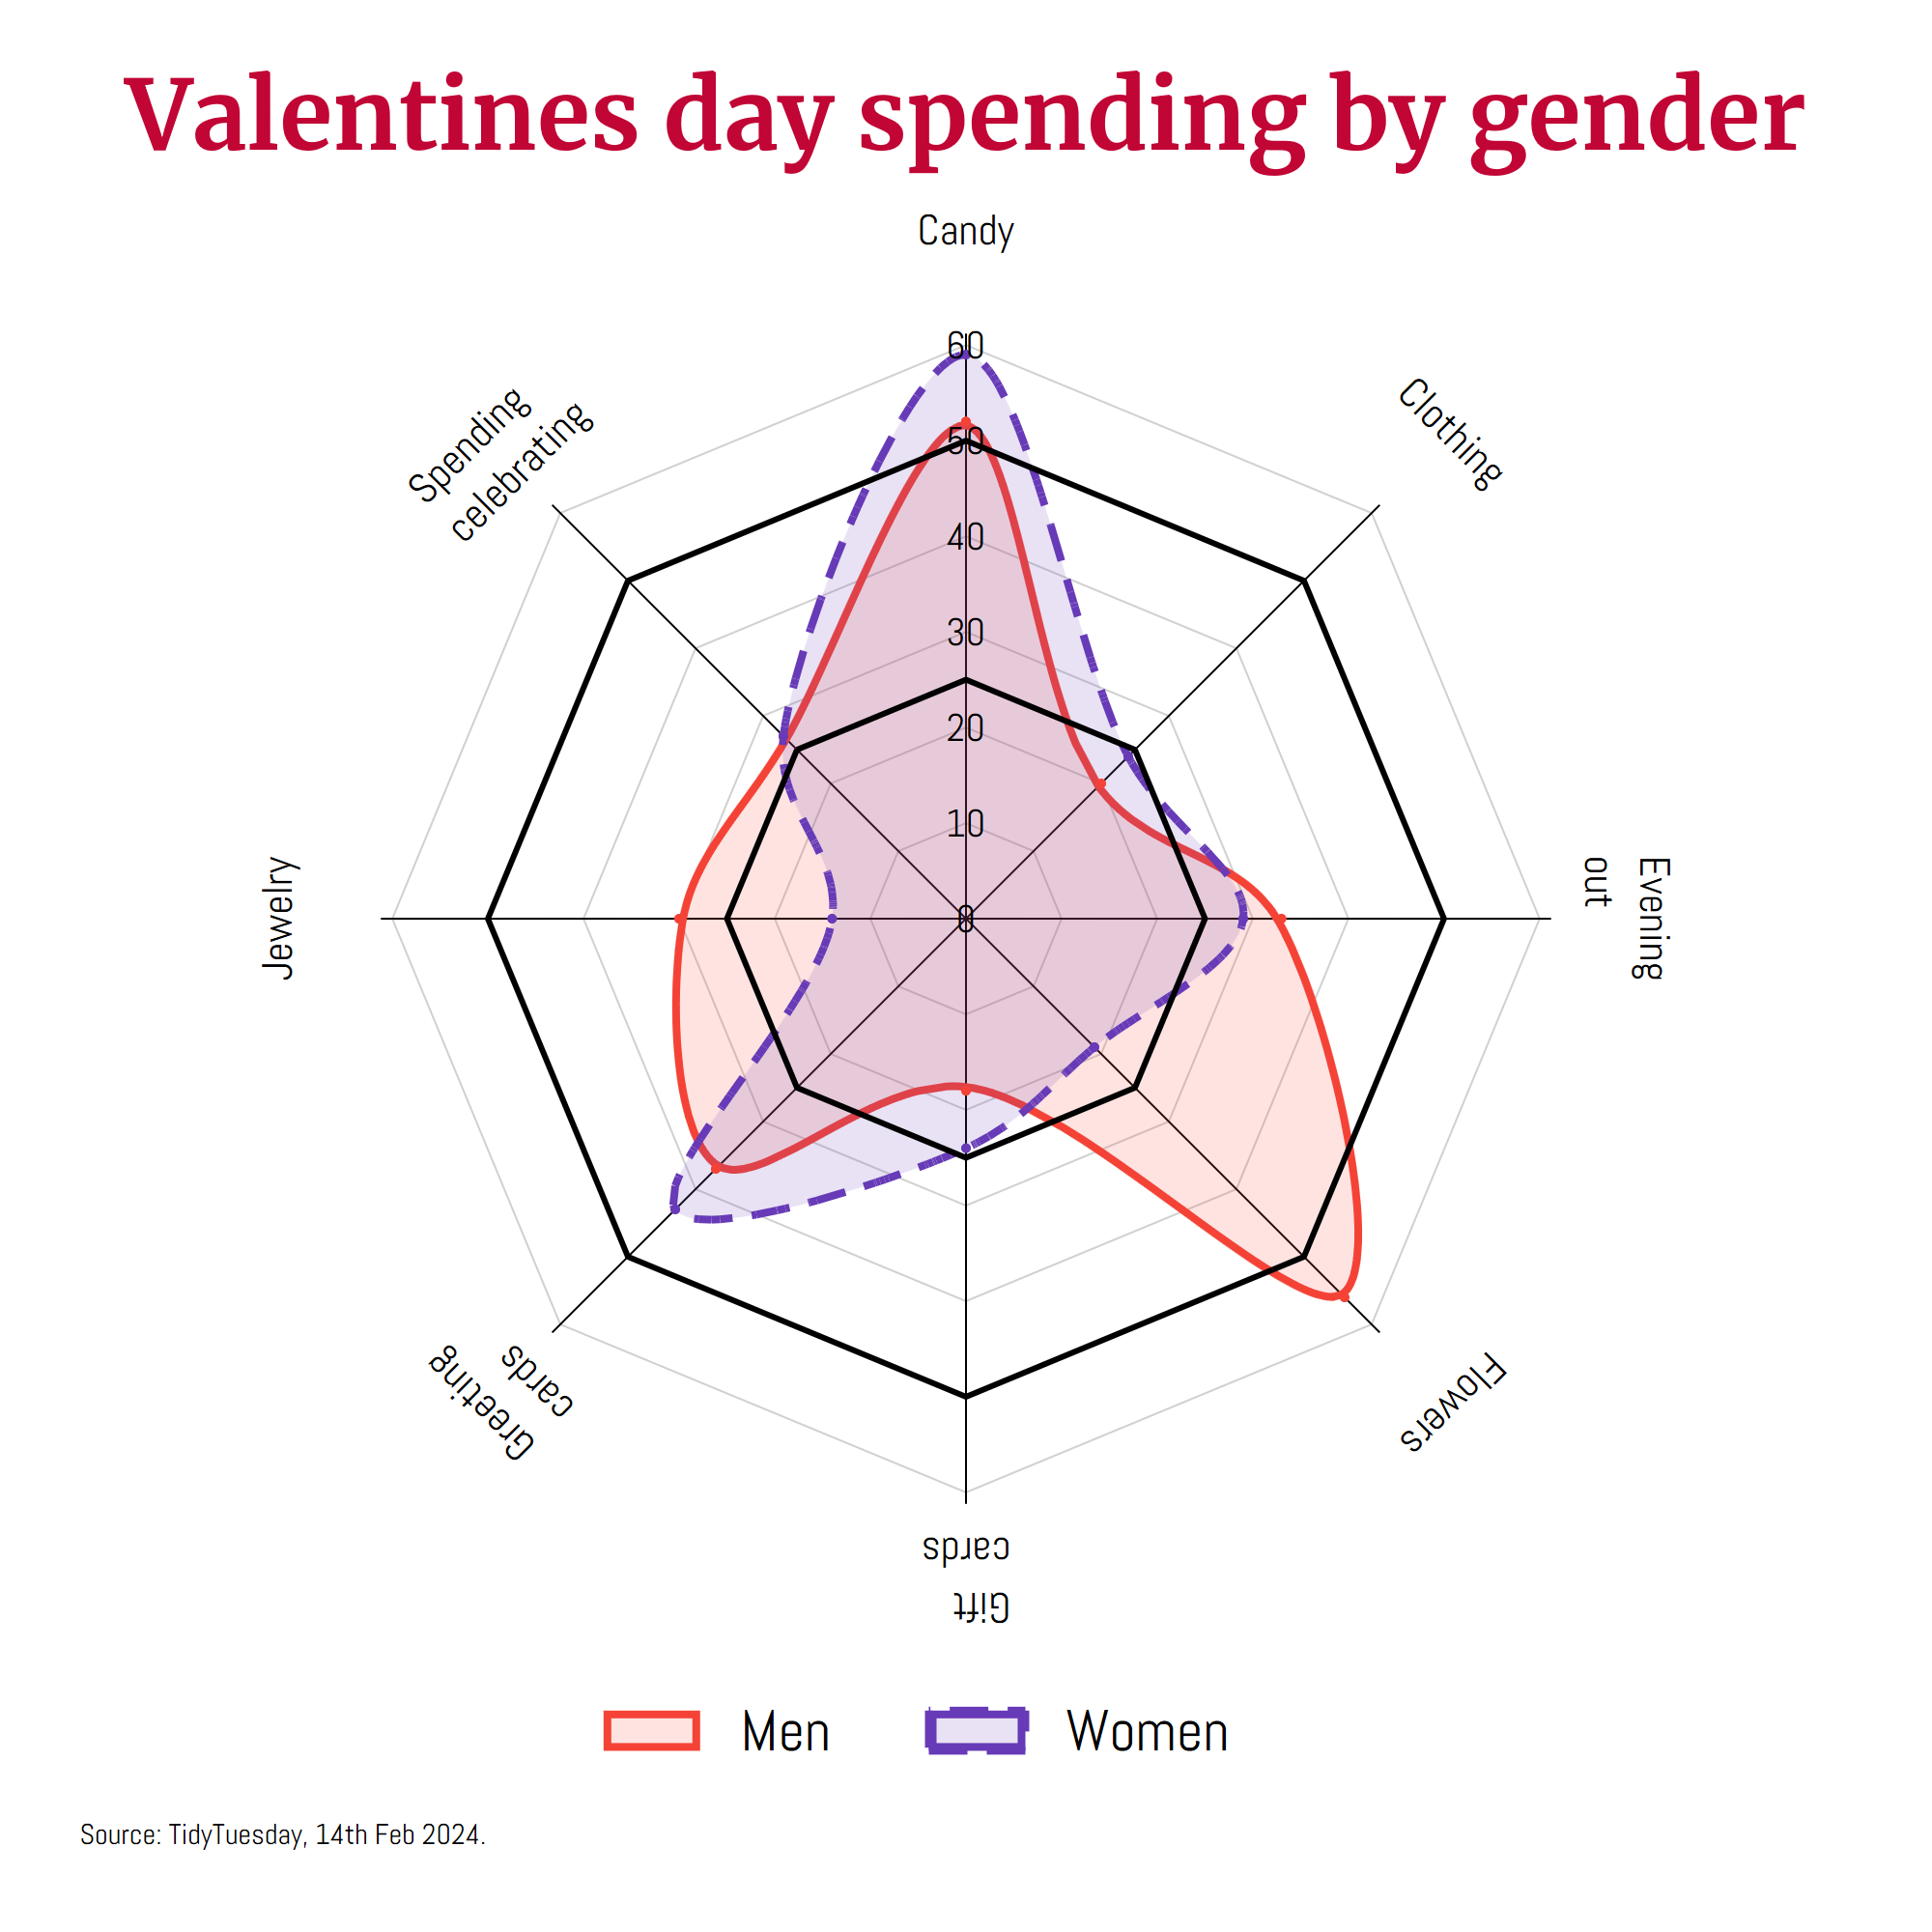 Valentines day spending by gender
Candy
Spending
celebrating
Clothing
60
50
40
30
20
10
0
Jewelry
Evening
out
Greeting
cards
Flowers
Gift
cards
Men
Women
Source: TidyTuesday, 14th Feb 2024.